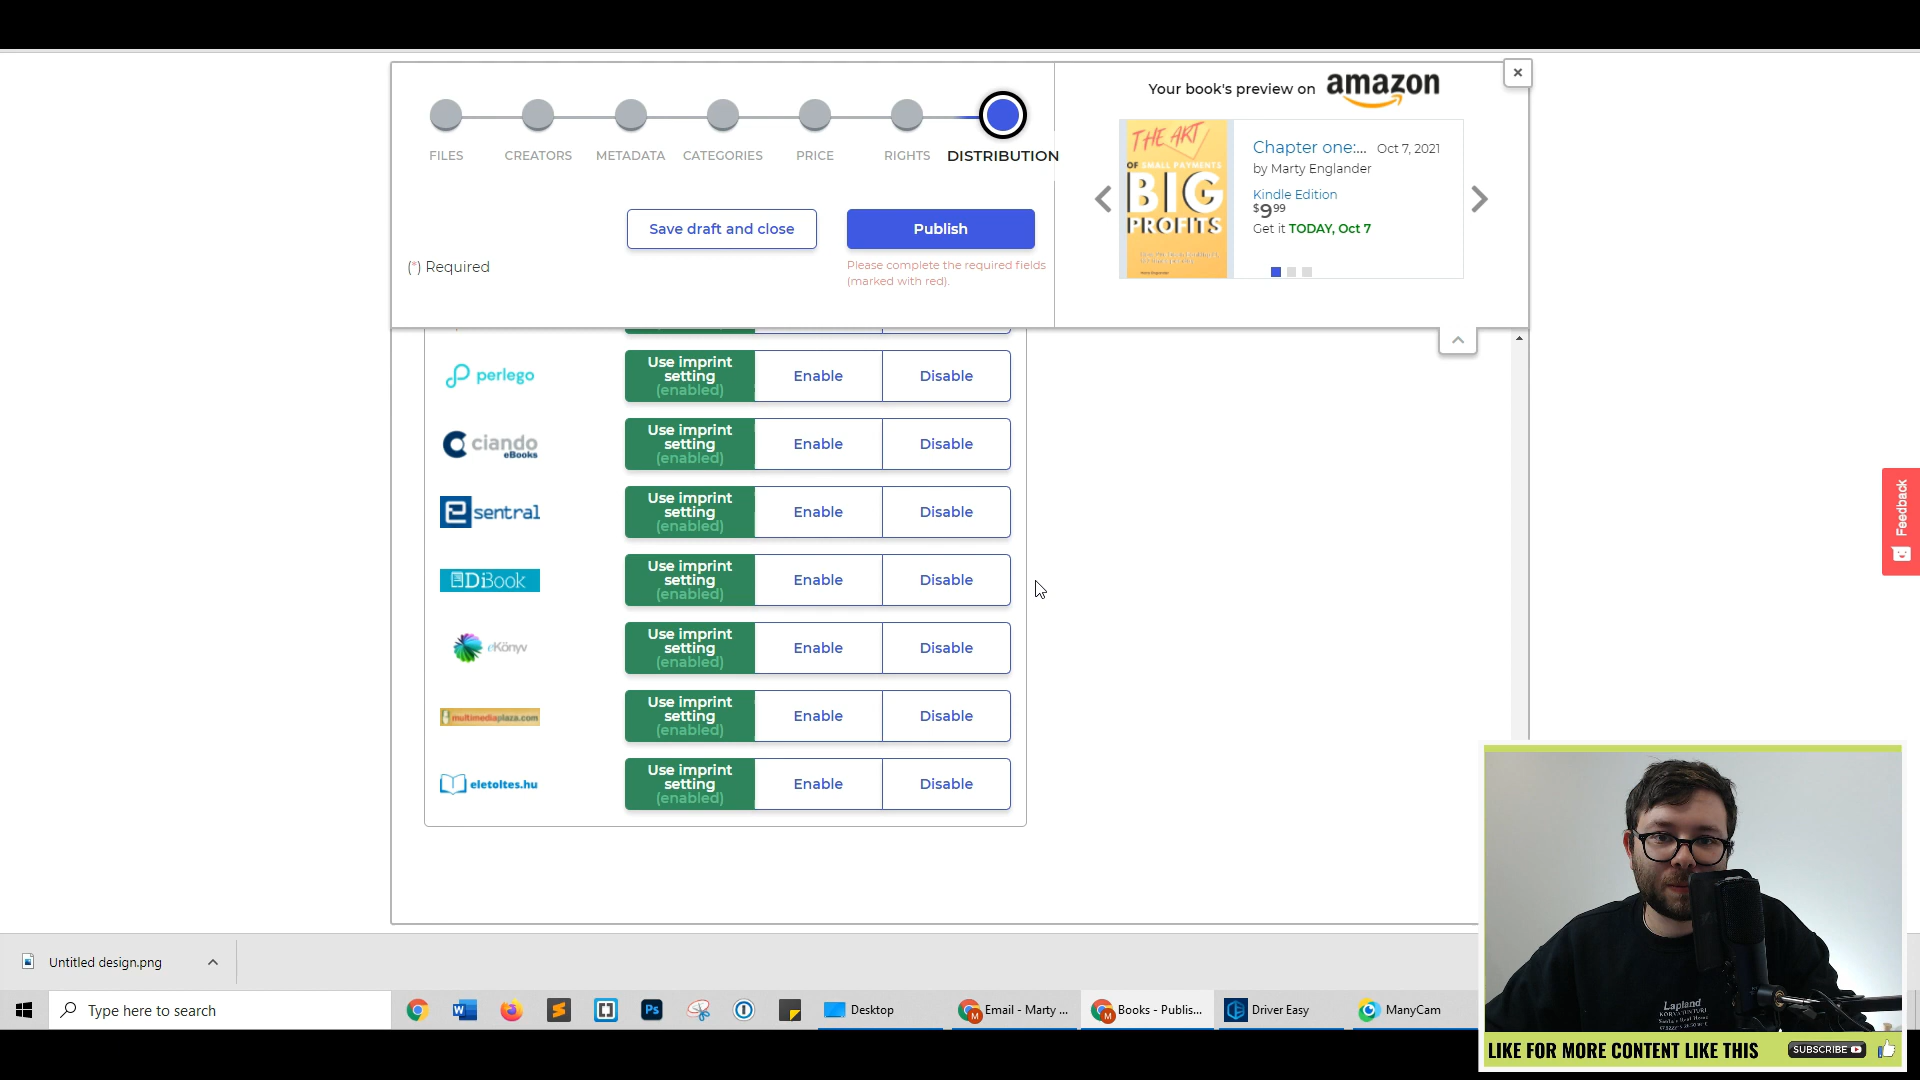 FILES
CREATORS
METADATA
CATEGORIES
PRICE
RIGHTS
DISTRIBUTION
Save draft and close
Publish
(*) Required
Please complete the required fields
(marked with red).
Your book's preview on amazon
THE ART
OF SMALL PAYMENTS
BIG
PROFITS
Chapter one:... Oct 7, 2021
by Marty Englander
Kindle Edition
$9.99
Get it TODAY, Oct 7
perlego
Use imprint
setting
(enabled)
Enable
Disable
ciando
eBooks
Use imprint
setting
(enabled)
Enable
Disable
e sentral
Use imprint
setting
(enabled)
Enable
Disable
DiBook
Use imprint
setting
(enabled)
Enable
Disable
eKönyv
Use imprint
setting
(enabled)
Enable
Disable
multimediaplaza.com
Use imprint
setting
(enabled)
Enable
Disable
eletoltes.hu
Use imprint
setting
(enabled)
Enable
Disable
Feedback
Lapland
LIKE FOR MORE CONTENT LIKE THIS
SUBSCRIBE
Untitled design.png
Type here to search
Desktop
Email - Marty ...
Books - Publis...
Driver Easy
ManyCam